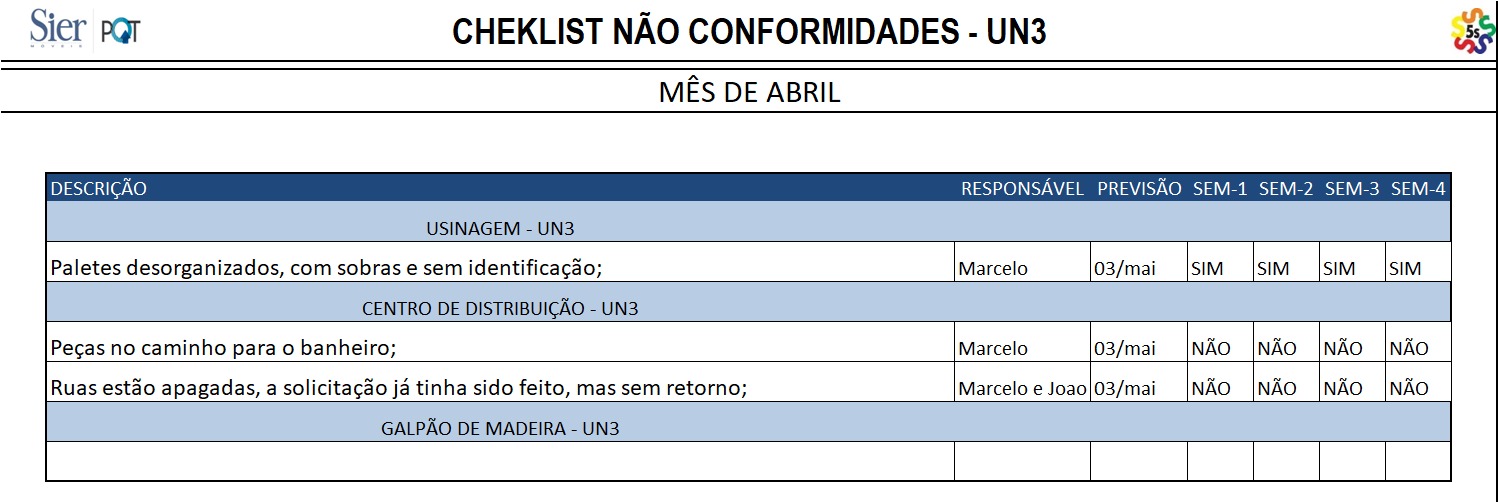 Sier MÓVEIS PQT
CHEKLIST NÃO CONFORMIDADES - UN3
5s
MÊS DE ABRIL
DESCRIÇÃO RESPONSÁVEL PREVISÃO SEM-1 SEM-2 SEM-3 SEM-4
USINAGEM - UN3
Paletes desorganizados, com sobras e sem identificação; Marcelo 03/mai SIM SIM SIM SIM
CENTRO DE DISTRIBUIÇÃO - UN3
Peças no caminho para o banheiro; Marcelo 03/mai NÃO NÃO NÃO NÃO
Ruas estão apagadas, a solicitação já tinha sido feito, mas sem retorno; Marcelo e Joao 03/mai NÃO NÃO NÃO NÃO
GALPÃO DE MADEIRA - UN3